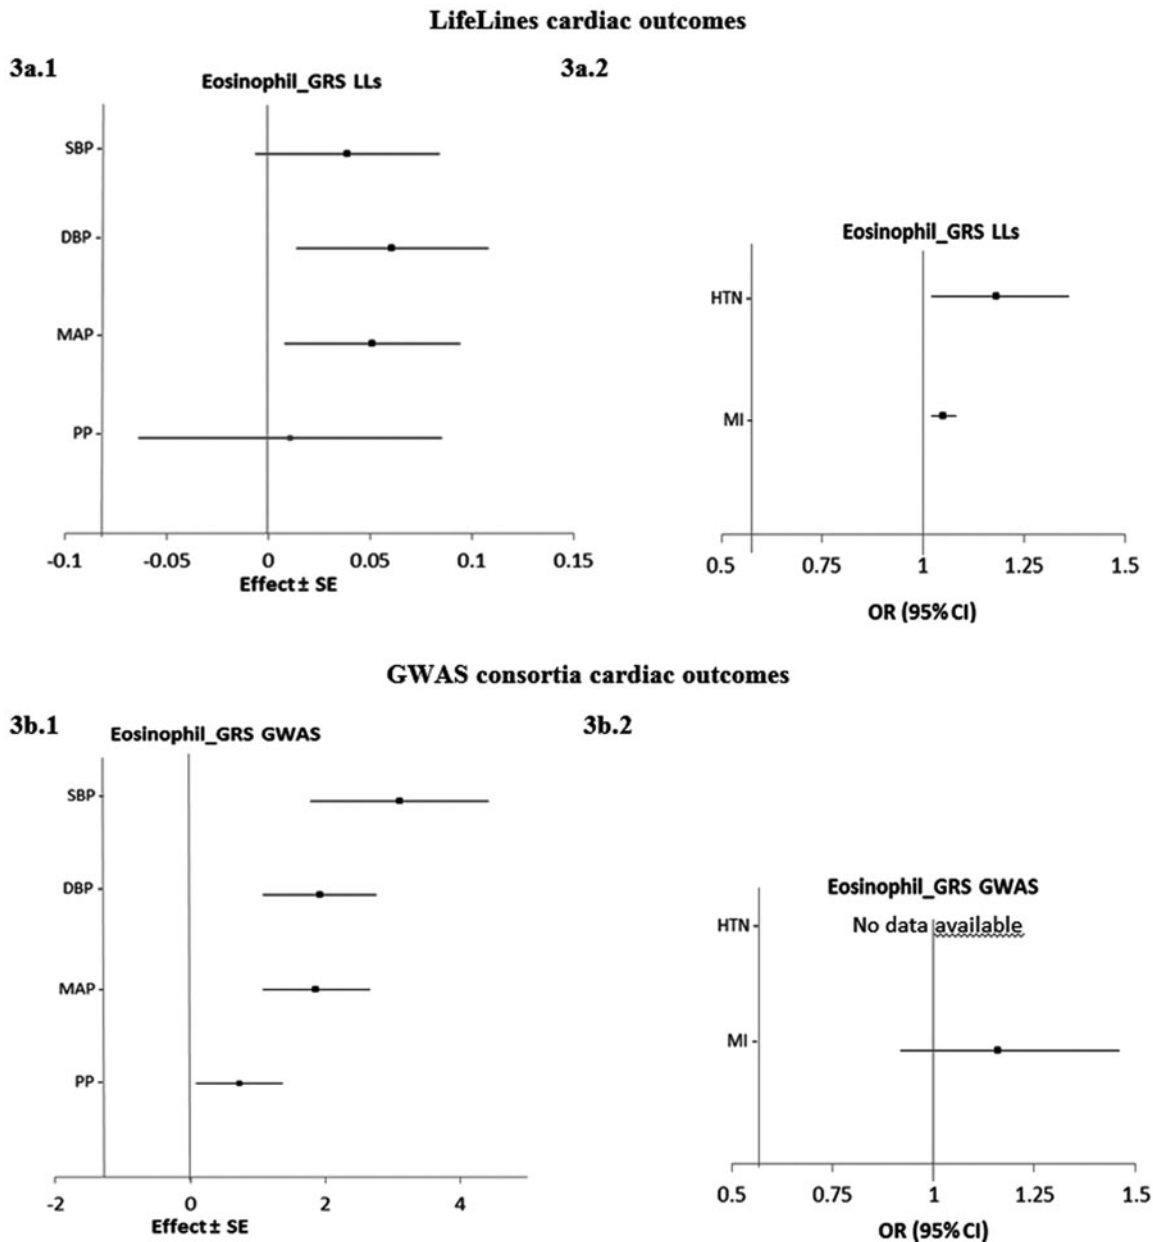 LifeLines cardiac outcomes
3a.1
Eosinophil_GRS LLs
SBP
DBP
MAP
PP
-0.1 -0.05 0 0.05 0.1 0.15
Effect ± SE
3a.2
Eosinophil_GRS LLs
HTN
MI
0.5 0.75 1 1.25 1.5
OR (95% CI)
GWAS consortia cardiac outcomes
3b.1
Eosinophil_GRS GWAS
SBP
DBP
MAP
PP
-2 0 2 4
Effect ± SE
3b.2
Eosinophil_GRS GWAS
HTN
No data available
MI
0.5 0.75 1 1.25 1.5
OR (95% CI)